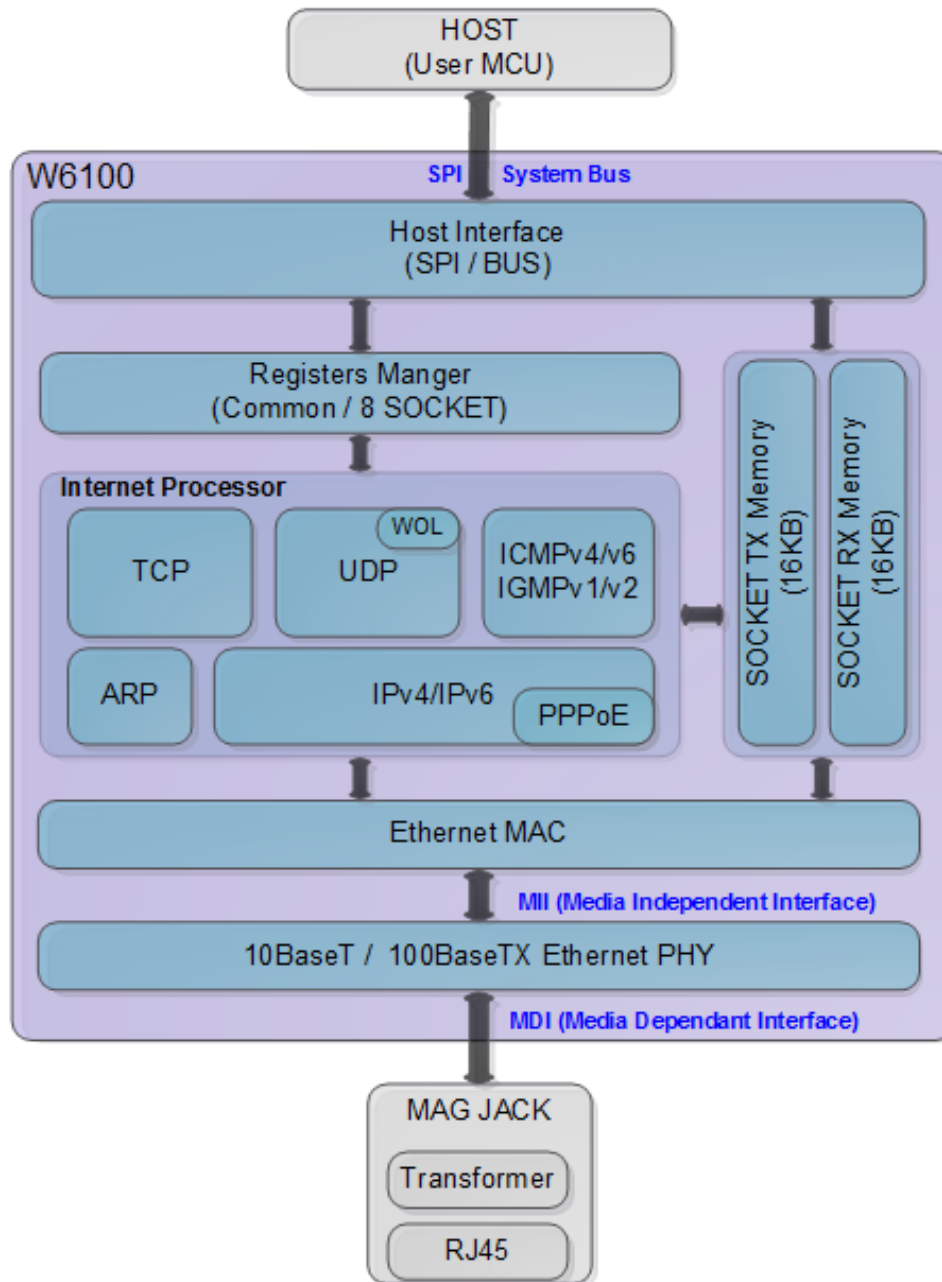 HOST
(User MCU)
W6100
SPI System Bus
Host Interface
(SPI / BUS)
Registers Manger
(Common / 8 SOCKET)
Internet Processor
TCP
UDP
WOL
ICMPv4/v6
IGMPv1/v2
ARP
IPv4/IPv6
PPPoE
SOCKET TX Memory
(16KB)
SOCKET RX Memory
(16KB)
Ethernet MAC
MII (Media Independent Interface)
10BaseT / 100BaseTX Ethernet PHY
MDI (Media Dependant Interface)
MAG JACK
Transformer
RJ45